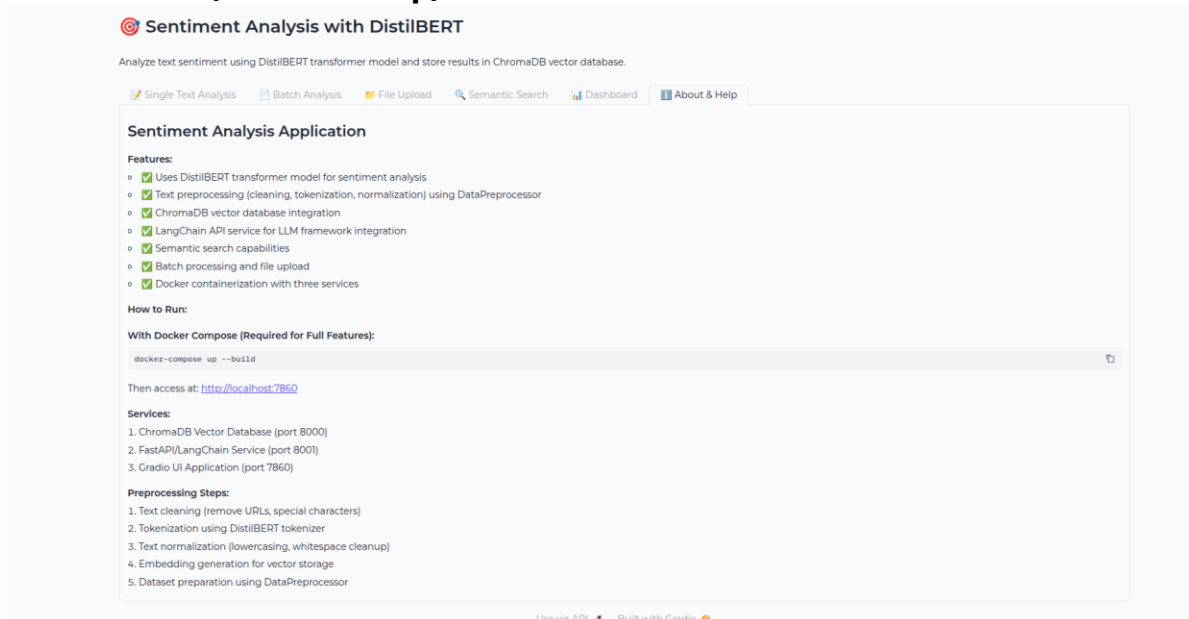 🎯 Sentiment Analysis with DistilBERT
Analyze text sentiment using DistilBERT transformer model and store results in ChromaDB vector database.
📝 Single Text Analysis 📄 Batch Analysis 📁 File Upload 🔍 Semantic Search 📊 Dashboard ℹ️ About & Help
Sentiment Analysis Application
Features:
✅ Uses DistilBERT transformer model for sentiment analysis
✅ Text preprocessing (cleaning, tokenization, normalization) using DataPreprocessor
✅ ChromaDB vector database integration
✅ LangChain API service for LLM framework integration
✅ Semantic search capabilities
✅ Batch processing and file upload
✅ Docker containerization with three services
How to Run:
With Docker Compose (Required for Full Features):
docker-compose up --build
Then access at: http://localhost:7860
Services:
1. ChromaDB Vector Database (port 8000)
2. FastAPI/LangChain Service (port 8001)
3. Gradio UI Application (port 7860)
Preprocessing Steps:
1. Text cleaning (remove URLs, special characters)
2. Tokenization using DistilBERT tokenizer
3. Text normalization (lowercasing, whitespace cleanup)
4. Embedding generation for vector storage
5. Dataset preparation using DataPreprocessor
Use via API Built with Gradio